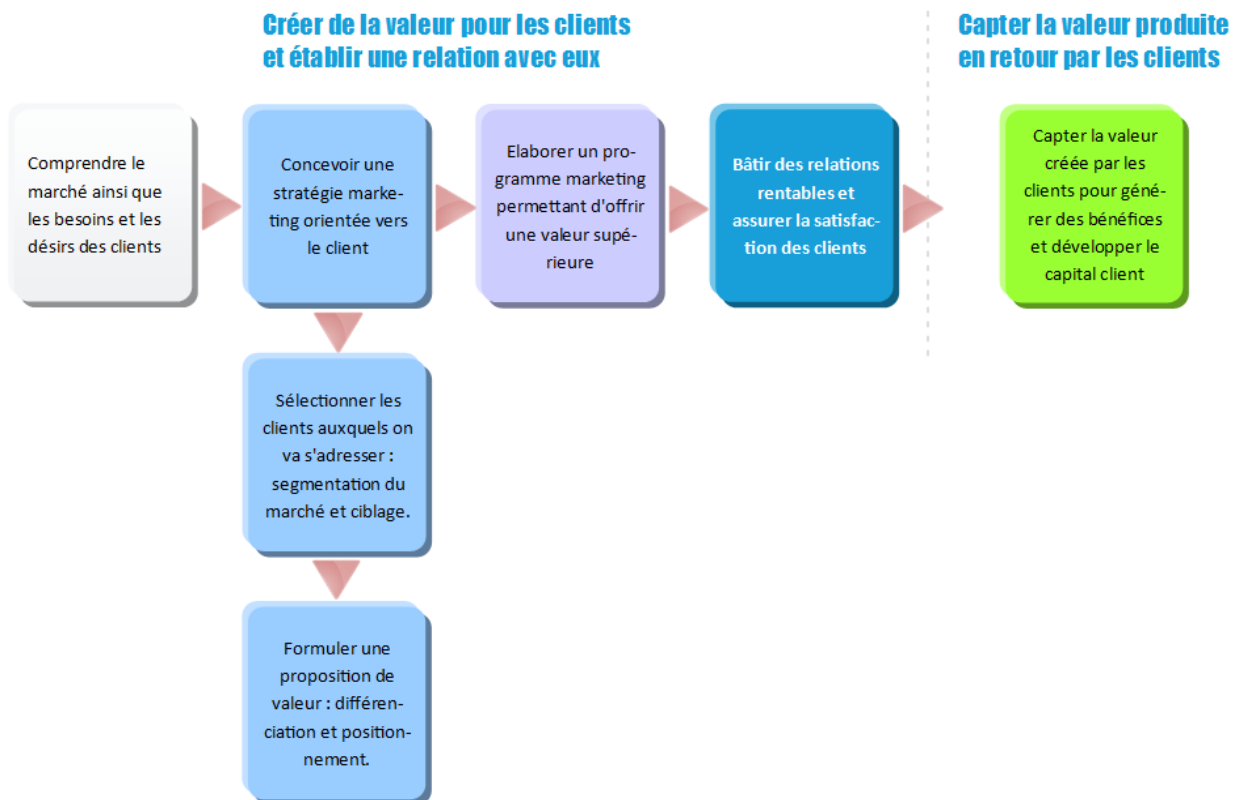 Créer de la valeur pour les clients
et établir une relation avec eux
Capter la valeur produite
en retour par les clients
Comprendre le
marché ainsi que
les besoins et les
désirs des clients
Concevoir une
stratégie marke-
ting orientée vers
le client
Elaborer un pro-
gramme marketing
permettant d'offrir
une valeur supé-
rieure
Bâtir des relations
rentables et
assurer la satisfac-
tion des clients
Capter la valeur
créée par les
clients pour géné-
rer des bénéfices
et développer le
capital client
Sélectionner les
clients auxquels on
va s'adresser :
segmentation du
marché et ciblage.
Formuler une
proposition de
valeur : différen-
ciation et position-
nement.